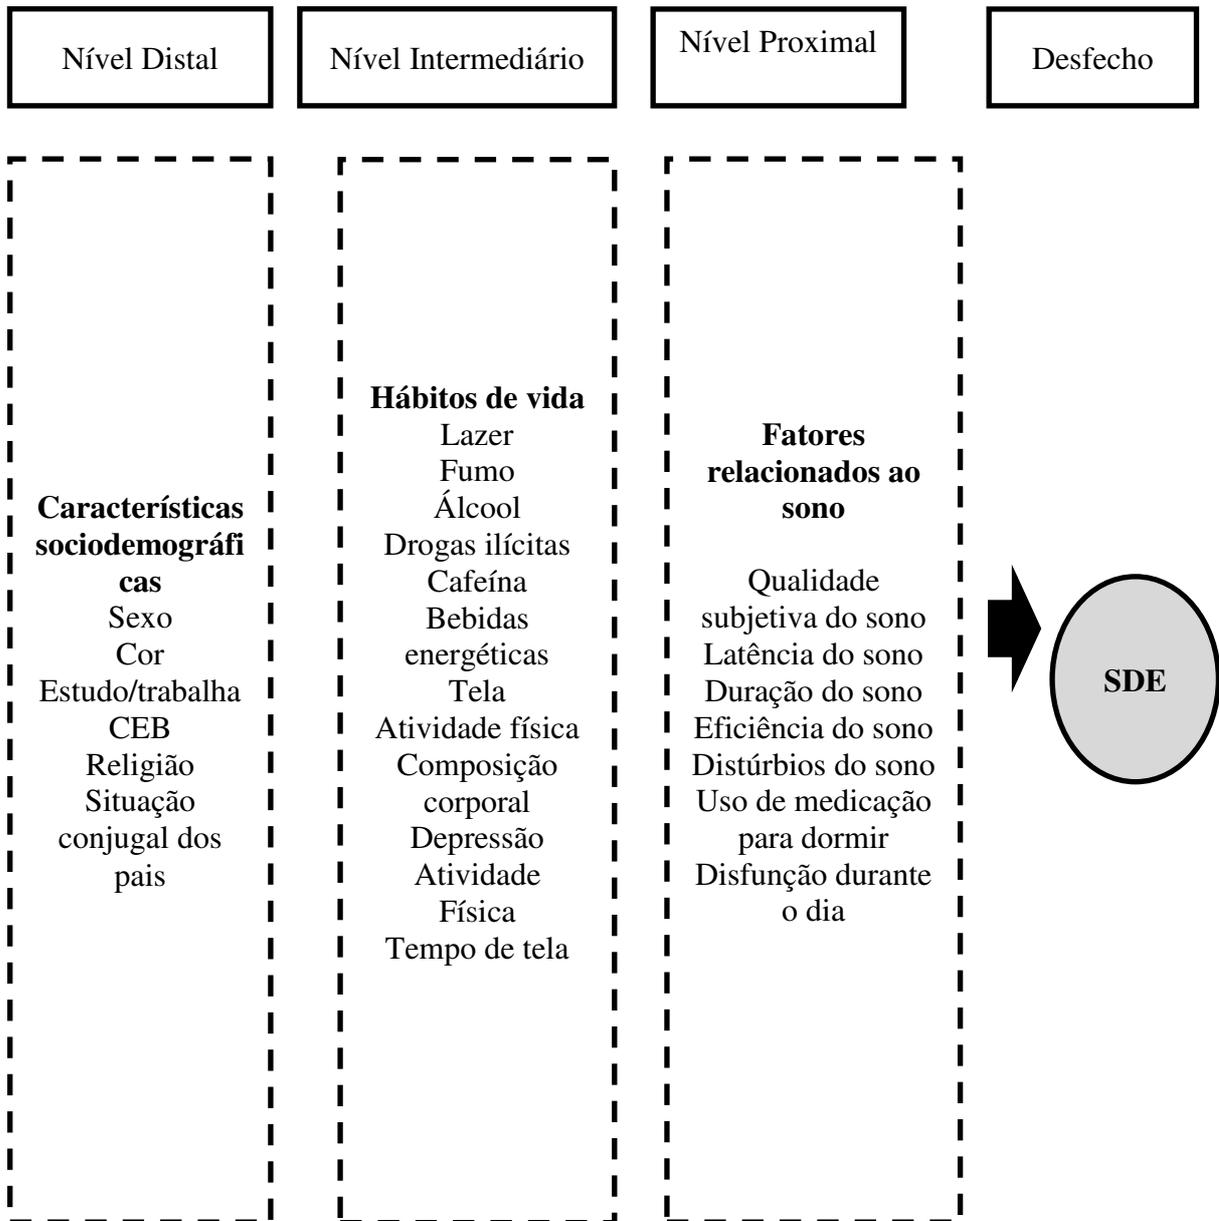 Nível Distal
Nível Intermediário
Nível Proximal
Desfecho
Características
sociodemográfi
cas
Sexo
Cor
Estudo/trabalha
CEB
Religião
Situação
conjugal dos
pais
Hábitos de vida
Lazer
Fumo
Álcool
Drogas ilícitas
Cafeína
Bebidas
energéticas
Tela
Atividade física
Composição
corporal
Depressão
Atividade
Física
Tempo de tela
Fatores
relacionados ao
sono
Qualidade
subjetiva do sono
Latência do sono
Duração do sono
Eficiência do sono
Distúrbios do sono
Uso de medicação
para dormir
Disfunção durante
o dia
SDE